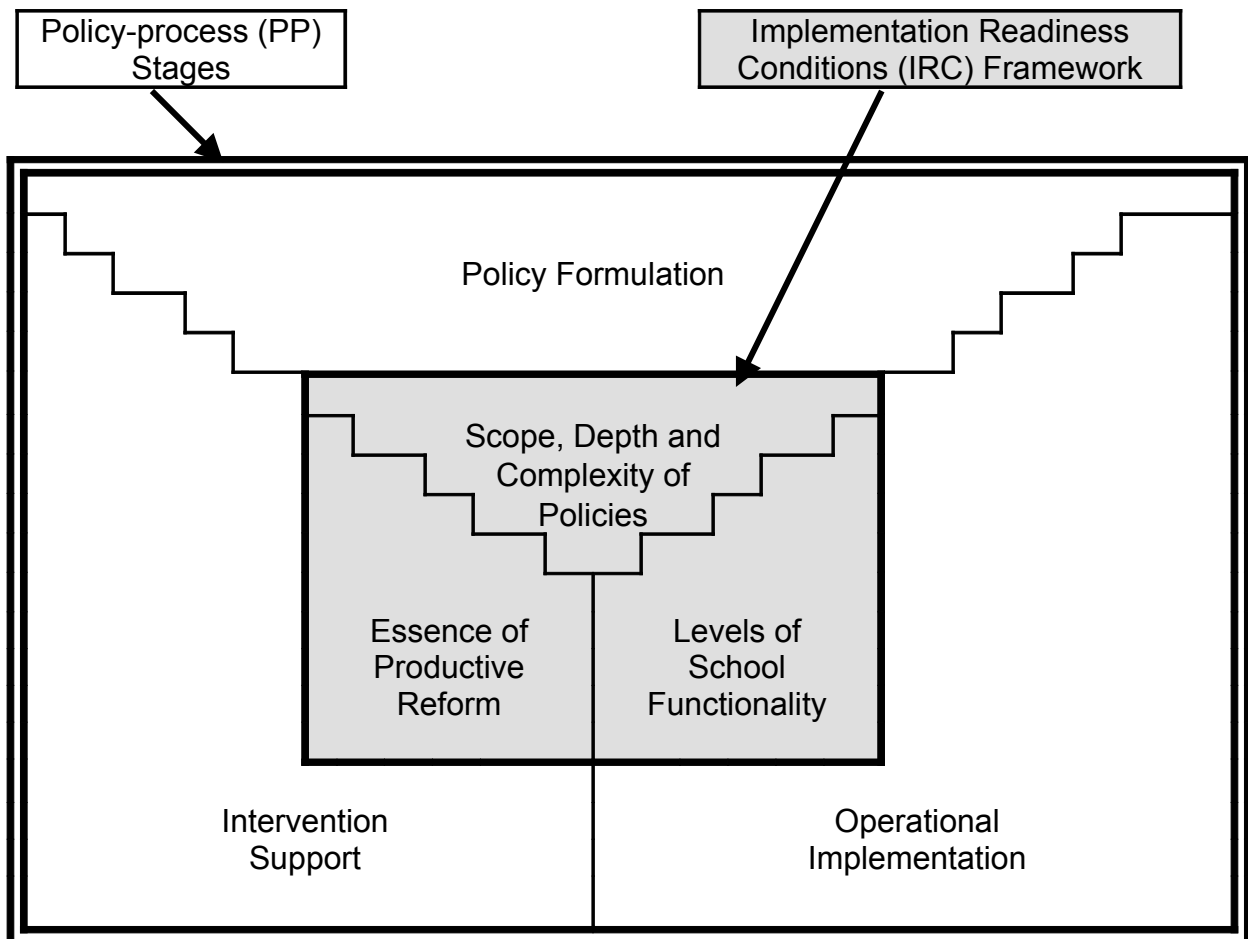 Policy-process (PP)
Stages
Implementation Readiness
Conditions (IRC) Framework
Policy Formulation
Scope, Depth and
Complexity of
Policies
Essence of
Productive
Reform
Levels of
School
Functionality
Intervention
Support
Operational
Implementation